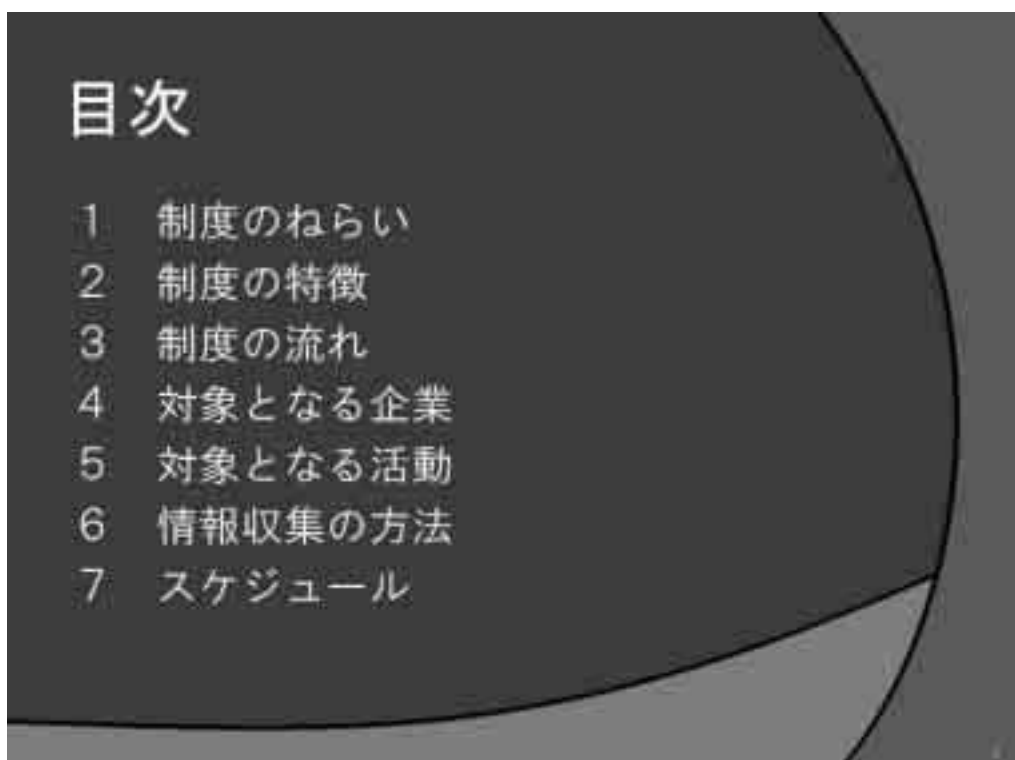 目次
1 制度のねらい
2 制度の特徴
3 制度の流れ
4 対象となる企業
5 対象となる活動
6 情報収集の方法
7 スケジュール